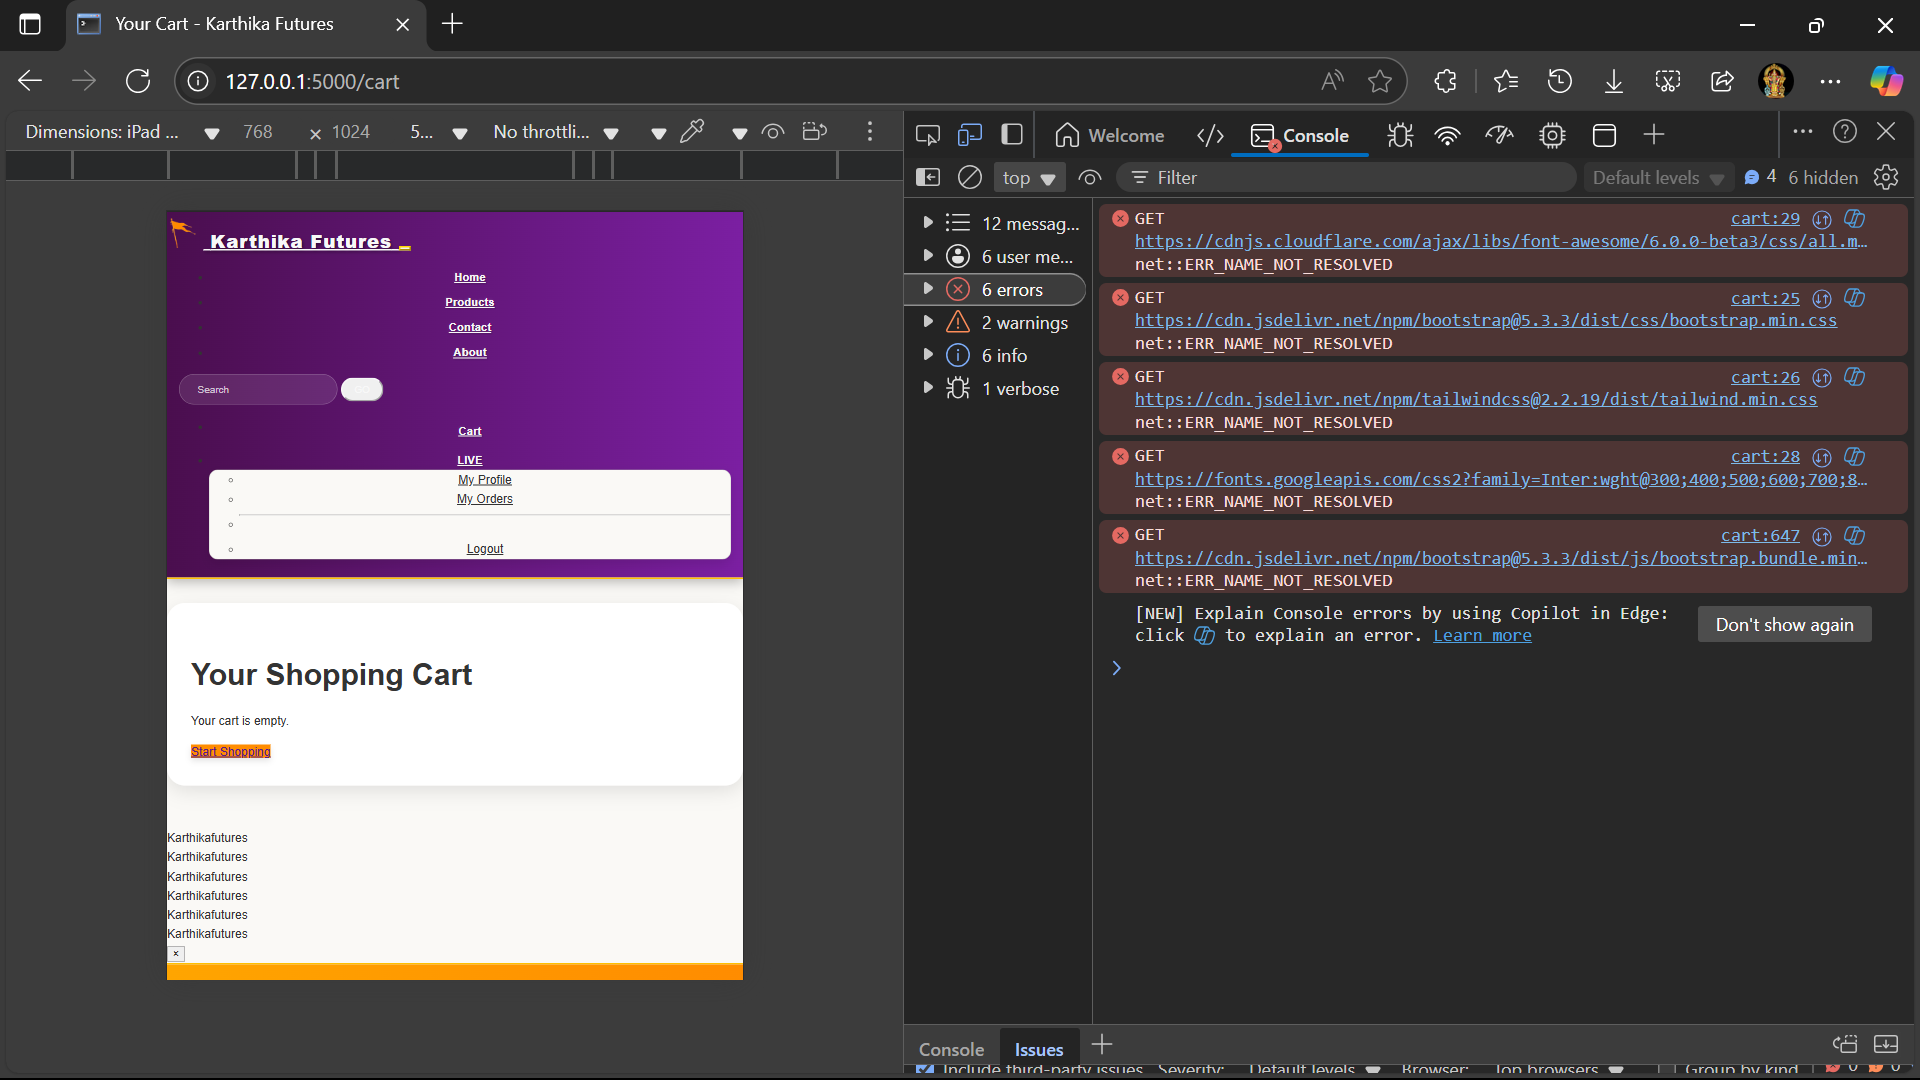 Your Cart - Karthika Futures
127.0.0.1:5000/cart
Dimensions: iPad ...
768
× 1024
5...
No throttli...
Welcome
Console
top
Filter
Default levels
4
6 hidden
12 messag...
6 user me...
6 errors
2 warnings
6 info
1 verbose
GET
cart:29
https://cdnjs.cloudflare.com/ajax/libs/font-awesome/6.0.0-beta3/css/all.m…
net::ERR_NAME_NOT_RESOLVED
GET
cart:25
https://cdn.jsdelivr.net/npm/bootstrap@5.3.3/dist/css/bootstrap.min.css
net::ERR_NAME_NOT_RESOLVED
GET
cart:26
https://cdn.jsdelivr.net/npm/tailwindcss@2.2.19/dist/tailwind.min.css
net::ERR_NAME_NOT_RESOLVED
GET
cart:28
https://fonts.googleapis.com/css2?family=Inter:wght@300;400;500;600;700;8…
net::ERR_NAME_NOT_RESOLVED
GET
cart:647
https://cdn.jsdelivr.net/npm/bootstrap@5.3.3/dist/js/bootstrap.bundle.min…
net::ERR_NAME_NOT_RESOLVED
[NEW] Explain Console errors by using Copilot in Edge:
click to explain an error. Learn more
Don't show again
Karthika Futures _
Home
Products
Contact
About
Search
Cart
LIVE
My Profile
My Orders
Logout
Your Shopping Cart
Your cart is empty.
Start Shopping
Karthikafutures
Karthikafutures
Karthikafutures
Karthikafutures
Karthikafutures
Karthikafutures
×
Console
Issues
Include third-party issues
Severity:
Default levels
Browser:
Top browsers
Group by kind
0
0